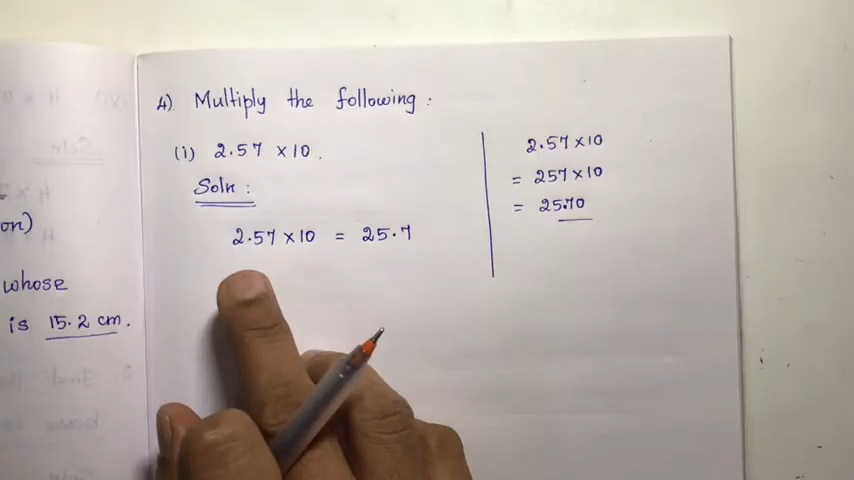 4) Multiply the following :
(i) 2.57 × 10 .
Soln :
2.57 × 10 = 25.7
2.57 × 10
= 257 × 10
= 25.70
on)
whose
is 15.2 cm.